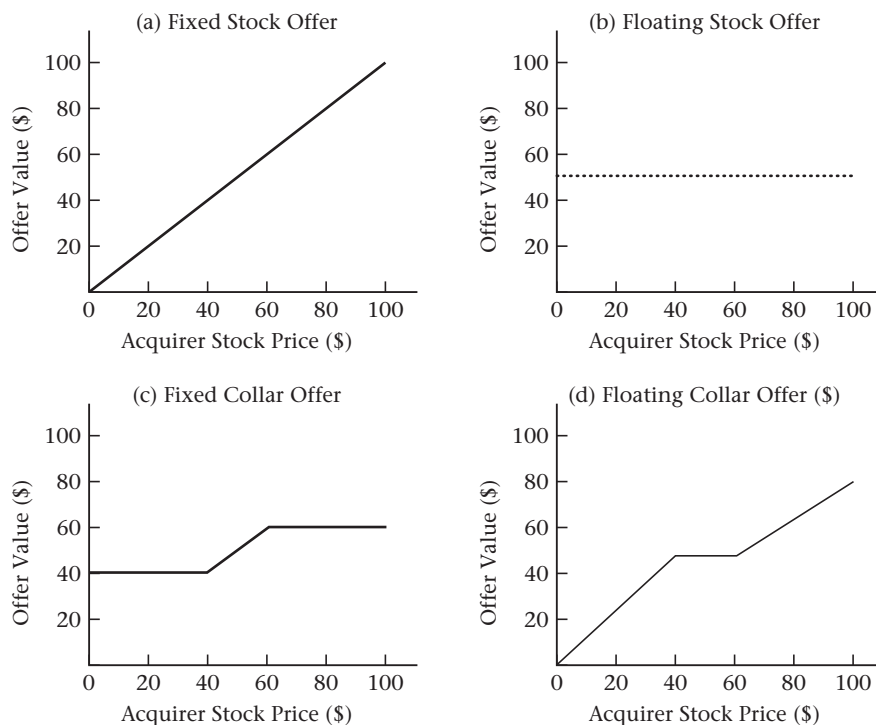 (a) Fixed Stock Offer
100
80
60
40
20
Offer Value ($)
0 20 40 60 80 100
Acquirer Stock Price ($)
(b) Floating Stock Offer
100
80
60
40
20
Offer Value ($)
0 20 40 60 80 100
Acquirer Stock Price ($)
(c) Fixed Collar Offer
100
80
60
40
20
Offer Value ($)
0 20 40 60 80 100
Acquirer Stock Price ($)
(d) Floating Collar Offer ($)
100
80
60
40
20
Offer Value ($)
0 20 40 60 80 100
Acquirer Stock Price ($)